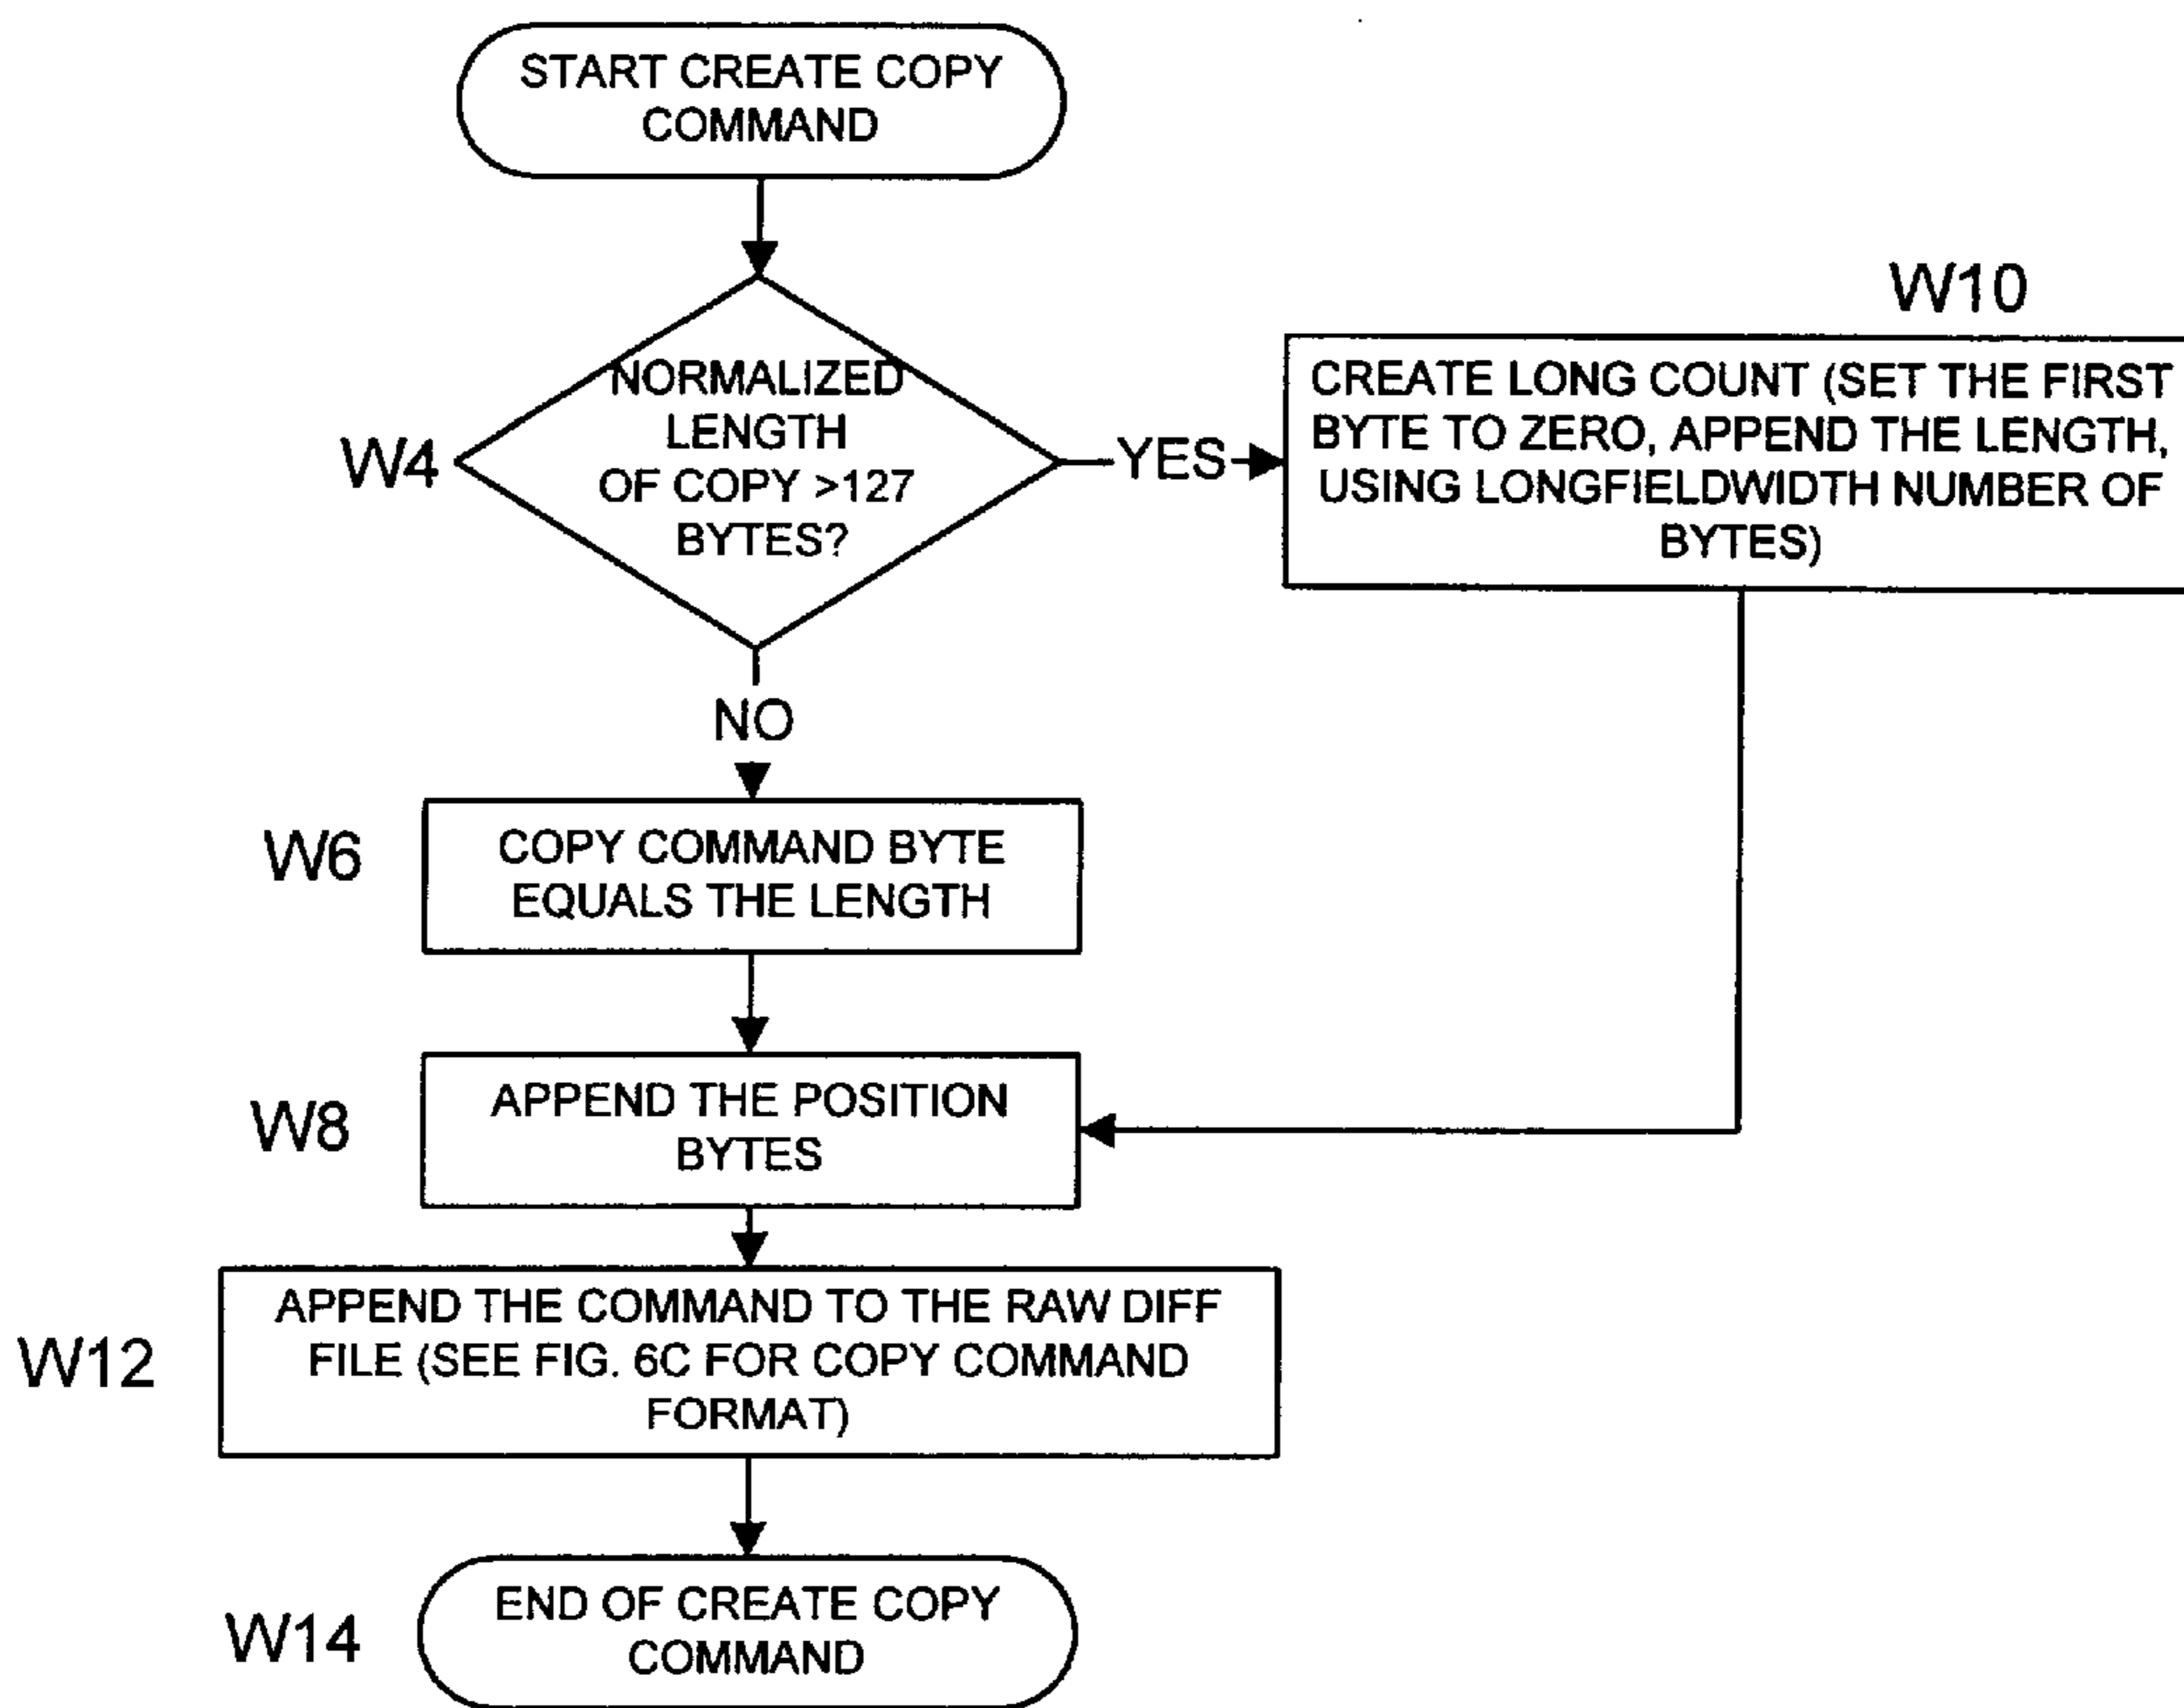 START CREATE COPY
COMMAND
W4
NORMALIZED
LENGTH
OF COPY >127
BYTES?
YES
W10
CREATE LONG COUNT (SET THE FIRST
BYTE TO ZERO, APPEND THE LENGTH,
USING LONGFIELDWIDTH NUMBER OF
BYTES)
NO
W6
COPY COMMAND BYTE
EQUALS THE LENGTH
W8
APPEND THE POSITION
BYTES
W12
APPEND THE COMMAND TO THE RAW DIFF
FILE (SEE FIG. 6C FOR COPY COMMAND
FORMAT)
W14
END OF CREATE COPY
COMMAND